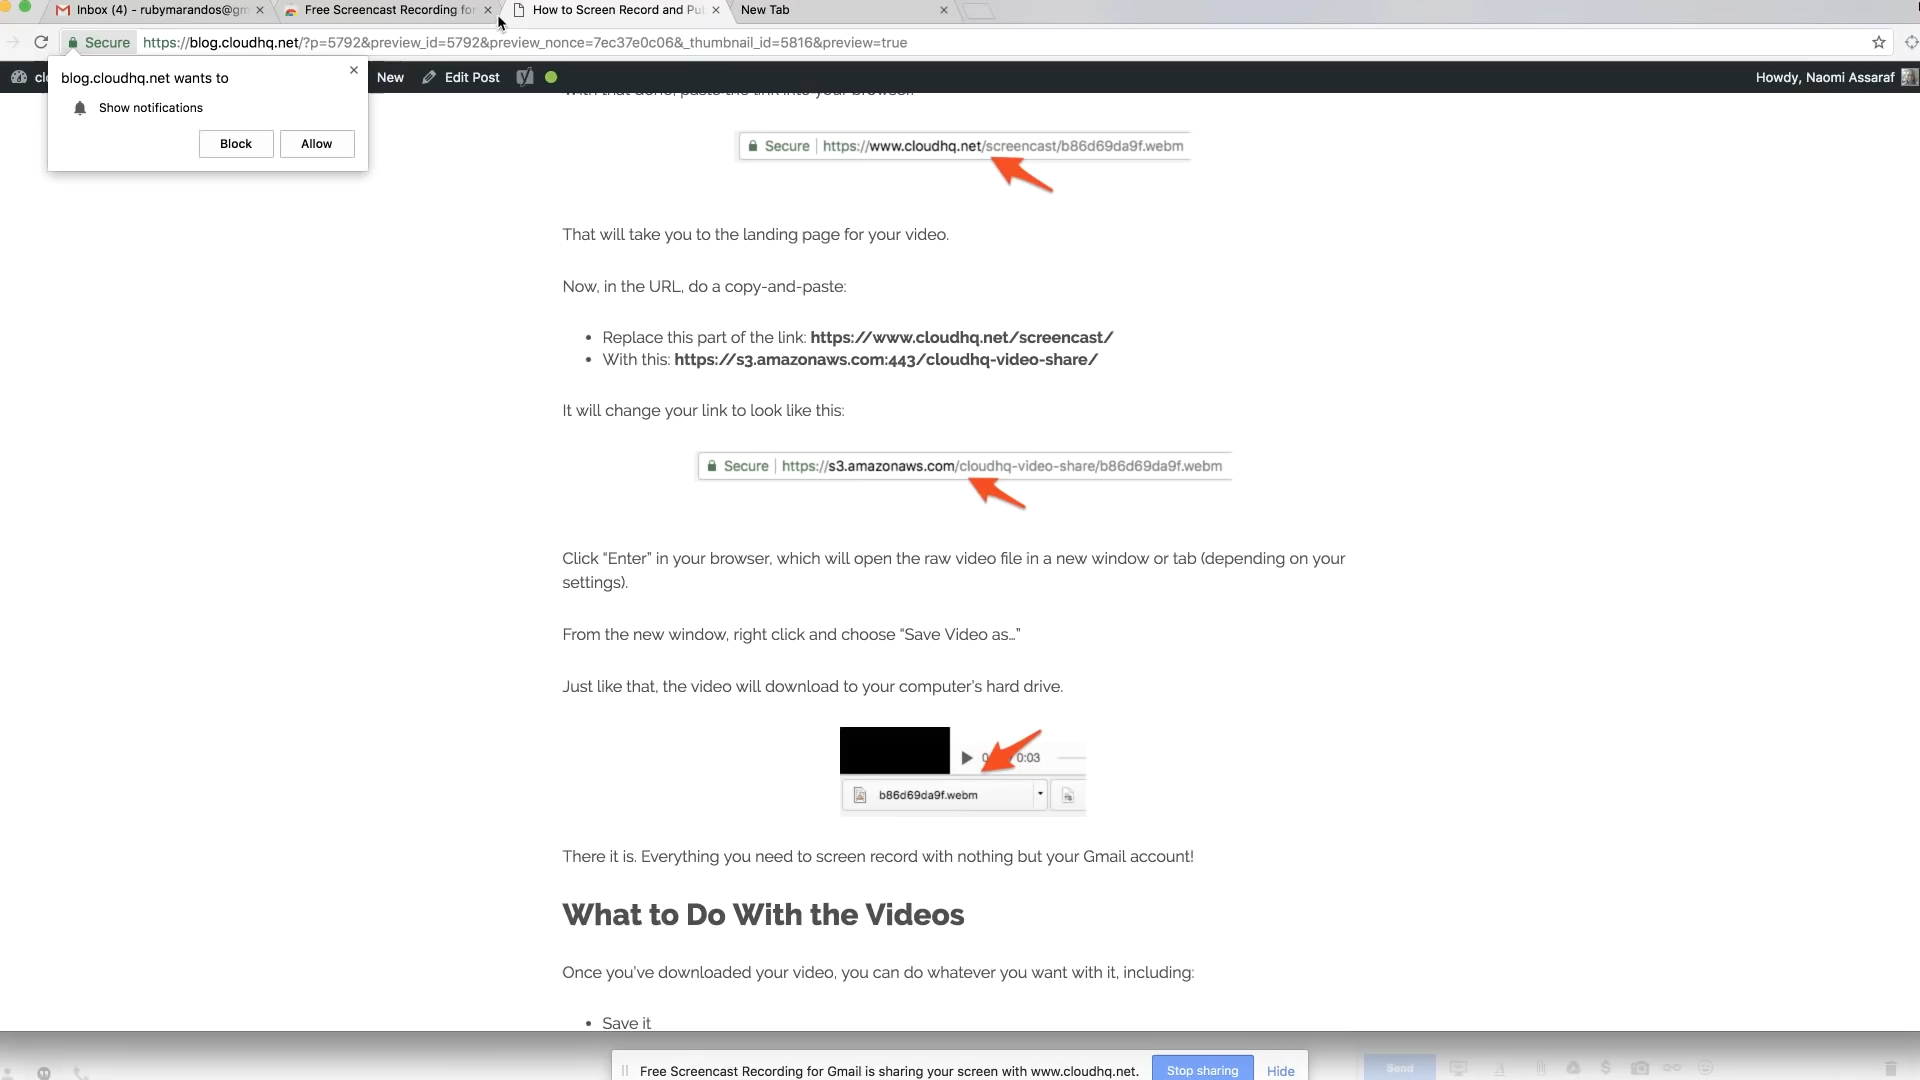 Inbox (4) - rubymarandos@gm
Free Screencast Recording for
How to Screen Record and Pu
New Tab
Secure
https://blog.cloudhq.net/?p=5792&preview_id=5792&preview_nonce=7ec37e0c06&_thumbnail_id=5816&preview=true
New
Edit Post
Howdy, Naomi Assaraf
blog.cloudhq.net wants to
Show notifications
Block
Allow
With that done, paste the link into your browser.
Secure https://www.cloudhq.net/screencast/b86d69da9f.webm
That will take you to the landing page for your video.
Now, in the URL, do a copy-and-paste:
• Replace this part of the link: https://www.cloudhq.net/screencast/
• With this: https://s3.amazonaws.com:443/cloudhq-video-share/
It will change your link to look like this:
Secure https://s3.amazonaws.com/cloudhq-video-share/b86d69da9f.webm
Click “Enter” in your browser, which will open the raw video file in a new window or tab (depending on your
settings).
From the new window, right click and choose “Save Video as…”
Just like that, the video will download to your computer's hard drive.
0:03
b86d69da9f.webm
There it is. Everything you need to screen record with nothing but your Gmail account!
What to Do With the Videos
Once you've downloaded your video, you can do whatever you want with it, including:
• Save it
Free Screencast Recording for Gmail is sharing your screen with www.cloudhq.net.
Stop sharing
Hide
Send